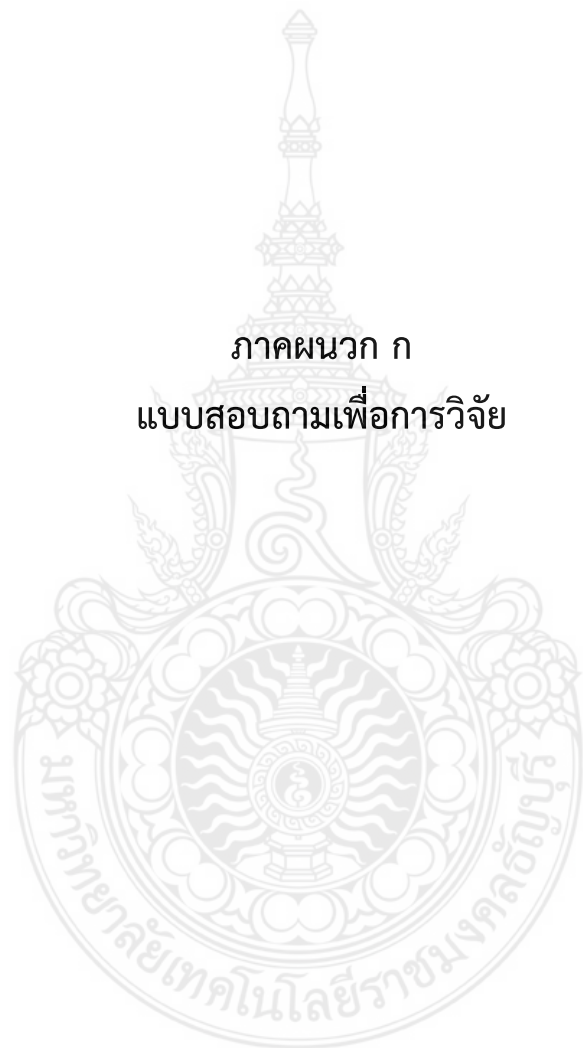 ภาคผนวก ก
แบบสอบถามเพื่อการวิจัย
มหาวิทยาลัยเทคโนโลยีราชมงคลธัญบุรี